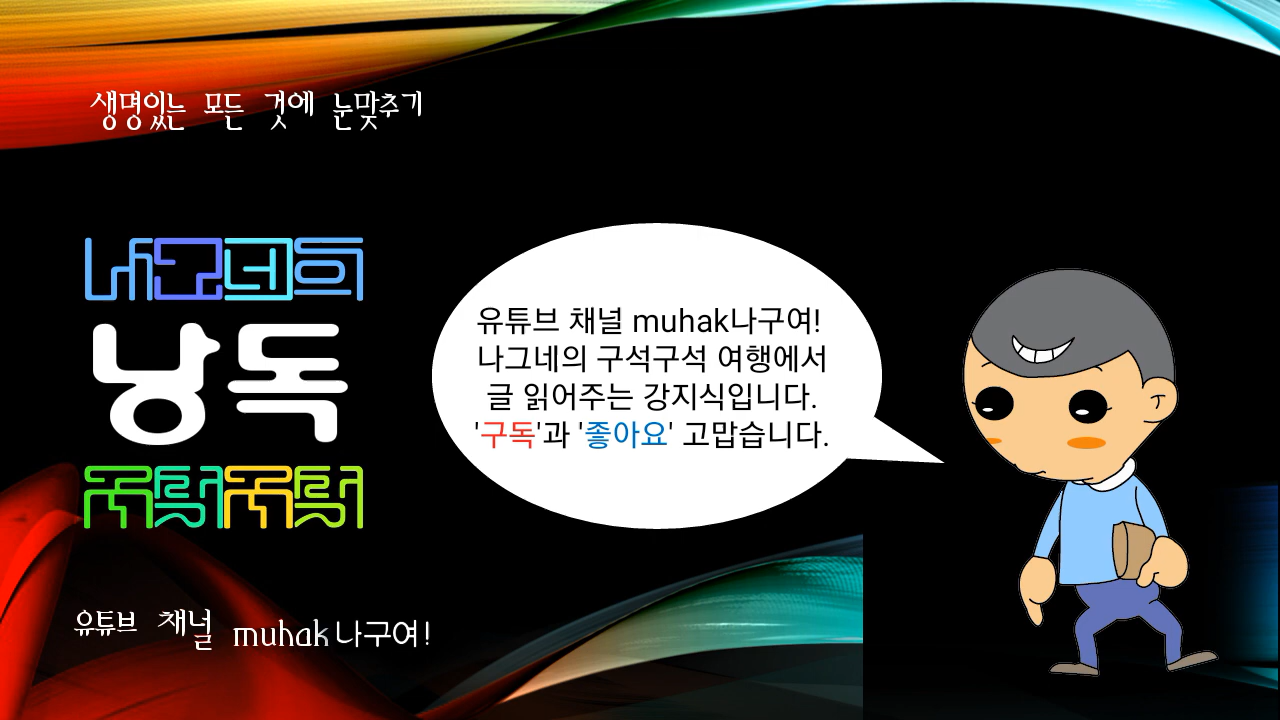 생명있는 모든 것에 눈맞추기
나그네의
낭독
구석구석
유튜브 채널 muhak나구여!
나그네의 구석구석 여행에서
글 읽어주는 강지식입니다.
'구독'과 '좋아요' 고맙습니다.
유튜브 채널 muhak나구여!